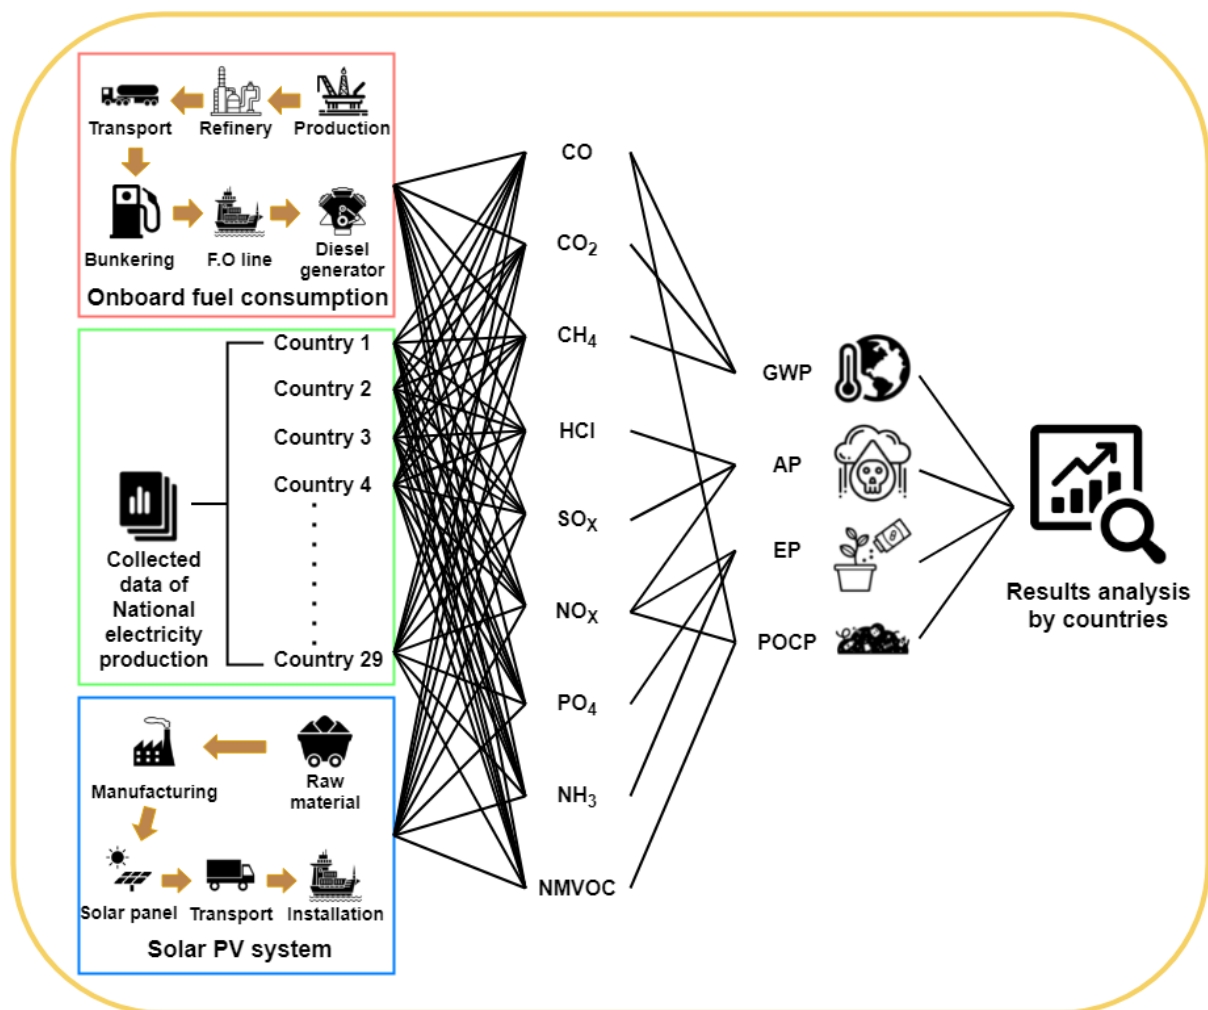 Transport
Refinery
Production
Bunkering
F.O line
Diesel
generator
Onboard fuel consumption
Country 1
Country 2
Country 3
Country 4
Country 29
Collected
data of
National
electricity
production
Manufacturing
Raw
material
Solar panel
Transport
Installation
Solar PV system
CO
CO₂
CH₄
HCl
SOₓ
NOₓ
PO₄
NH₃
NMVOC
GWP
AP
EP
POCP
Results analysis
by countries